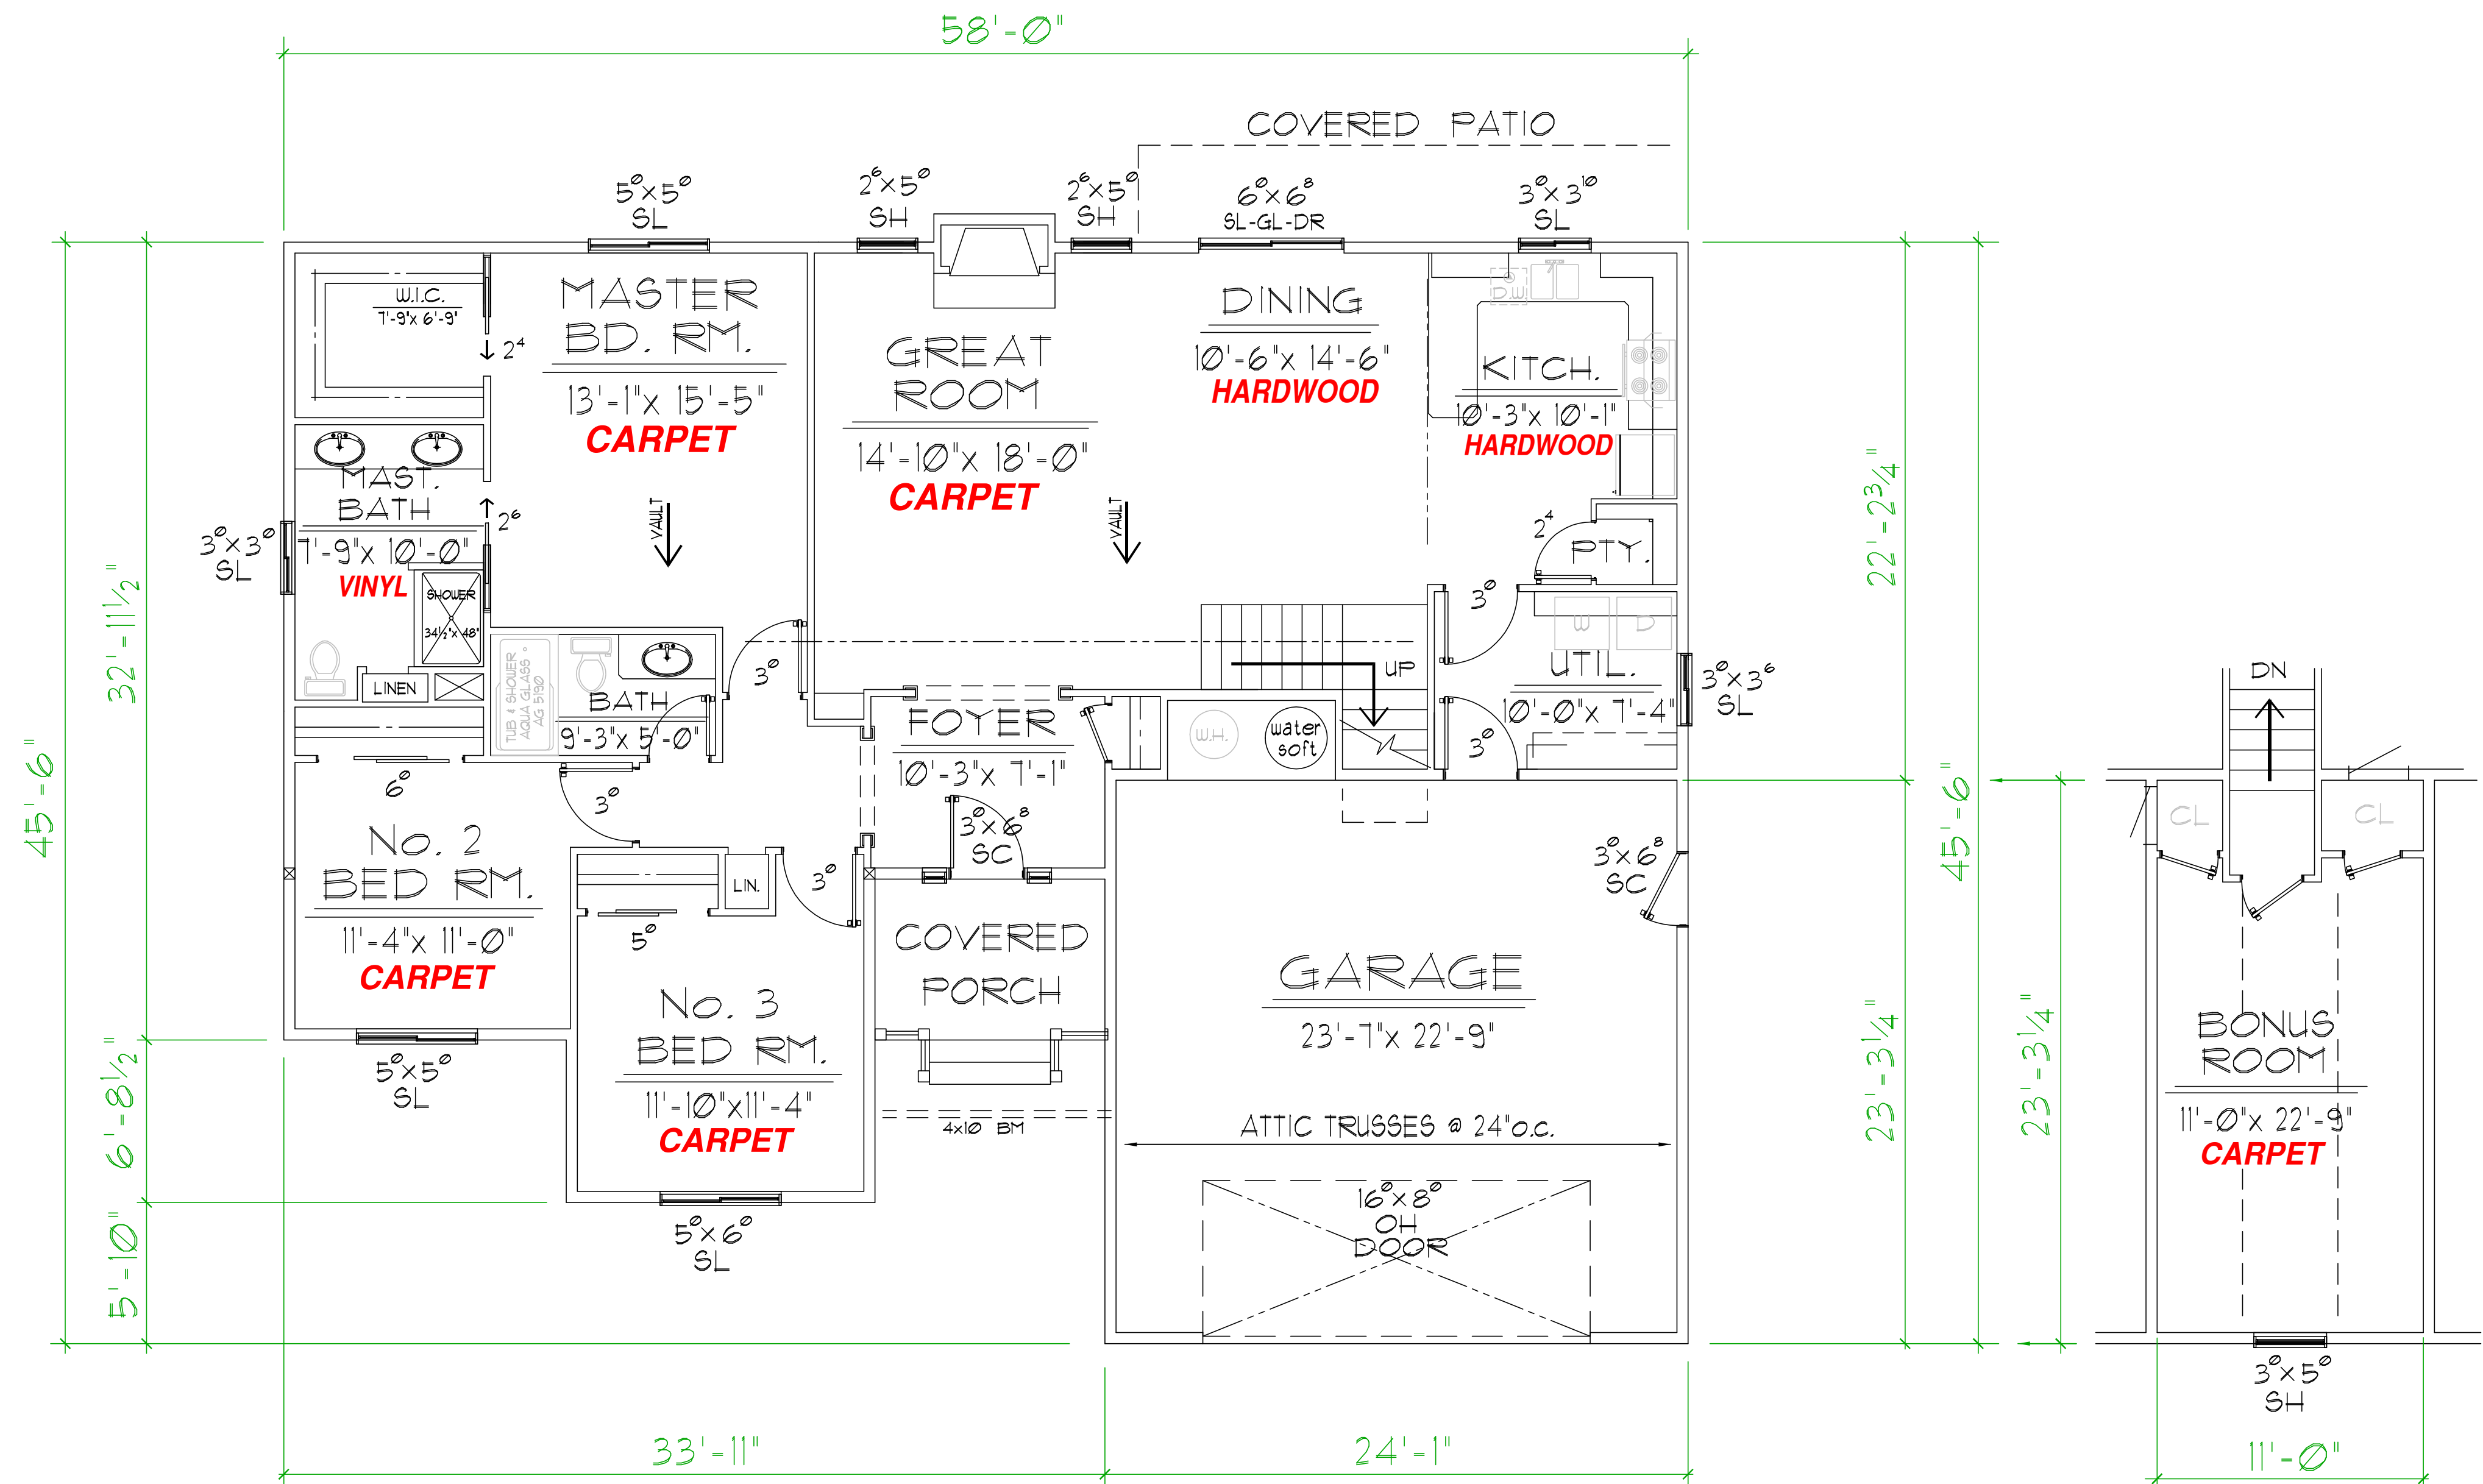 58'-0"
COVERED PATIO
5⁰x5⁰
SL
2⁶x5⁰
SH
2⁶x5⁰
SH
6⁰x6⁸
SL-GL-DR
3⁰x3¹⁰
SL
W.I.C.
7'-9"x 6'-9"
2⁴
MASTER
BD. RM.
13'-1"x 15'-5"
CARPET
GREAT
ROOM
14'-10"x 18'-0"
CARPET
DINING
10'-6"x 14'-6"
HARDWOOD
D.W
KITCH.
10'-3"x 10'-1"
HARDWOOD
MAST.
BATH
7'-9"x 10'-0"
VINYL
2⁶
3⁰x3⁰
SL
SHOWER
34½"x 48"
LINEN
VAULT
VAULT
2⁴
PTY.
3⁰
W
D
UTIL.
10'-0"x 7'-4"
3⁰
3⁰x3⁶
SL
UP
TUB & SHOWER
AQUA GLASS
AG 5190
BATH
9'-3"x 5'-0"
3⁰
FOYER
10'-3"x 7'-1"
W.H.
water
soft
3⁰x6⁸
SC
6⁰
3⁰
No. 2
BED RM.
11'-4"x 11'-0"
CARPET
5⁰x5⁰
SL
LIN.
3⁰
5⁰
No. 3
BED RM.
11'-10"x11'-4"
CARPET
5⁰x6⁰
SL
COVERED
PORCH
4x10 BM
GARAGE
23'-7"x 22'-9"
3⁰x6⁸
SC
ATTIC TRUSSES @ 24"o.c.
16⁰x8⁰
OH
DOOR
DN
CL
CL
BONUS
ROOM
11'-0"x 22'-9"
CARPET
3⁰x5⁰
SH
45'-6"
32'-11½"
6'-8½"
5'-10"
22'-2¾"
23'-3¼"
45'-6"
23'-3¼"
33'-11"
24'-1"
11'-0"